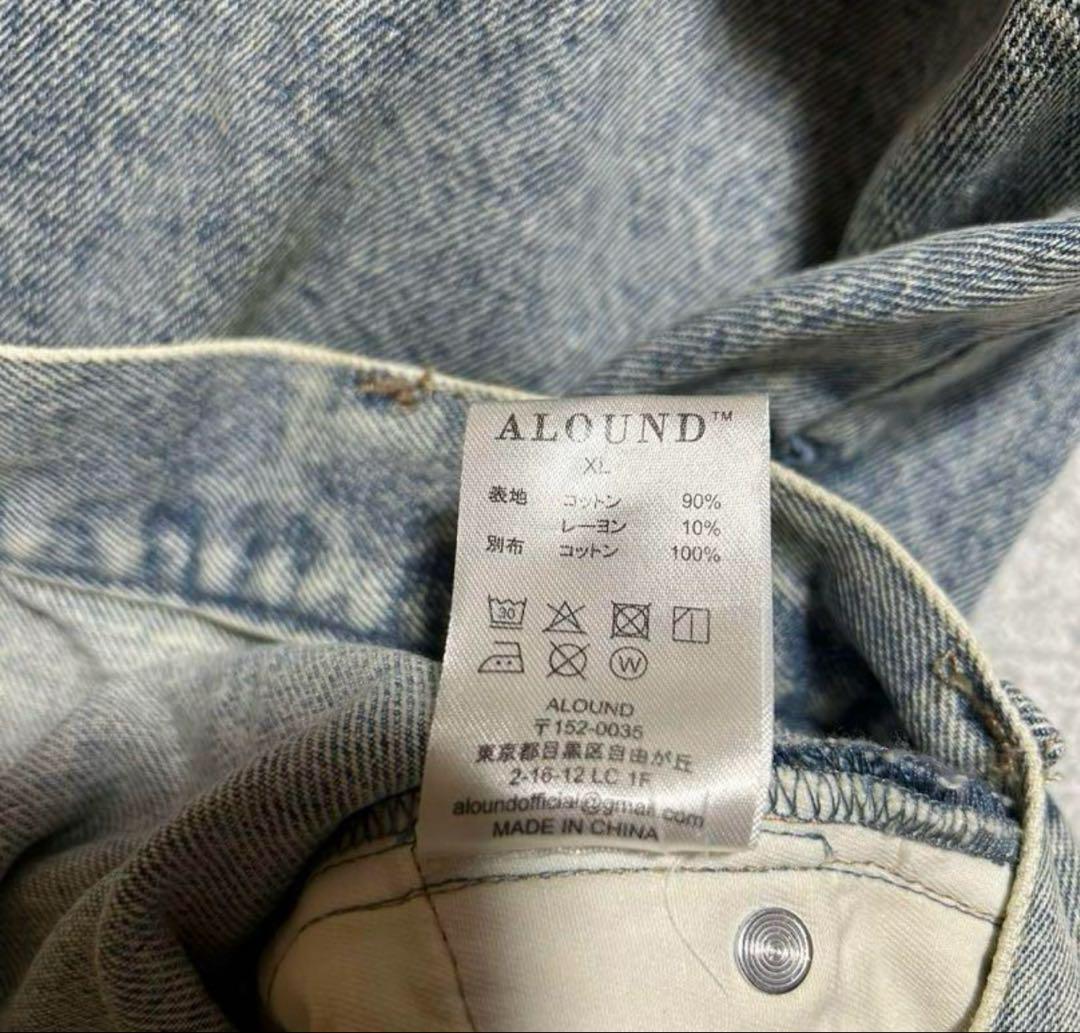 ALOUND™
XL
表地 コットン 90%
レーヨン 10%
別布 コットン 100%
30
W
ALOUND
〒152-0035
東京都目黒区自由が丘
2-16-12 LC 1F
aloundofficial@gmail.com
MADE IN CHINA